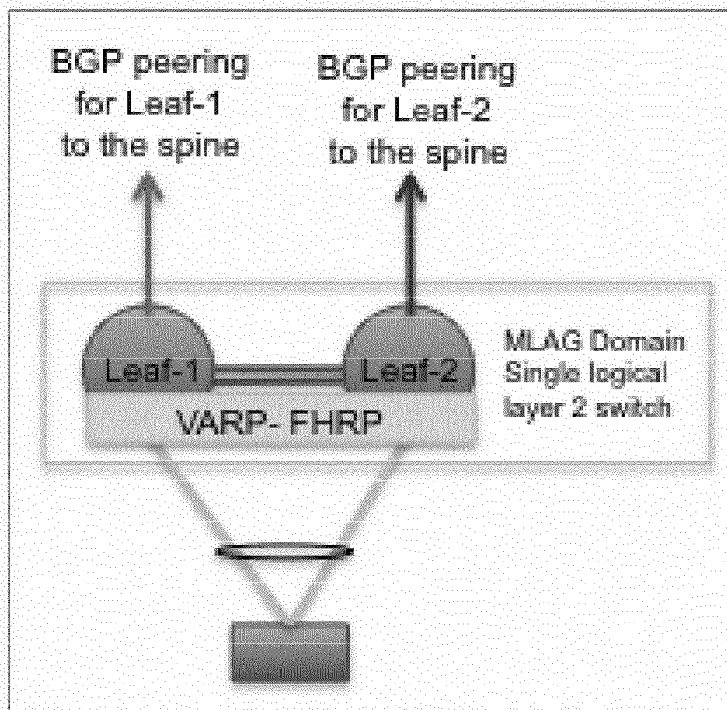 BGP peering
for Leaf-1
to the spine
BGP peering
for Leaf-2
to the spine
Leaf-1
Leaf-2
MLAG Domain
Single logical
layer 2 switch
VARP- FHRP